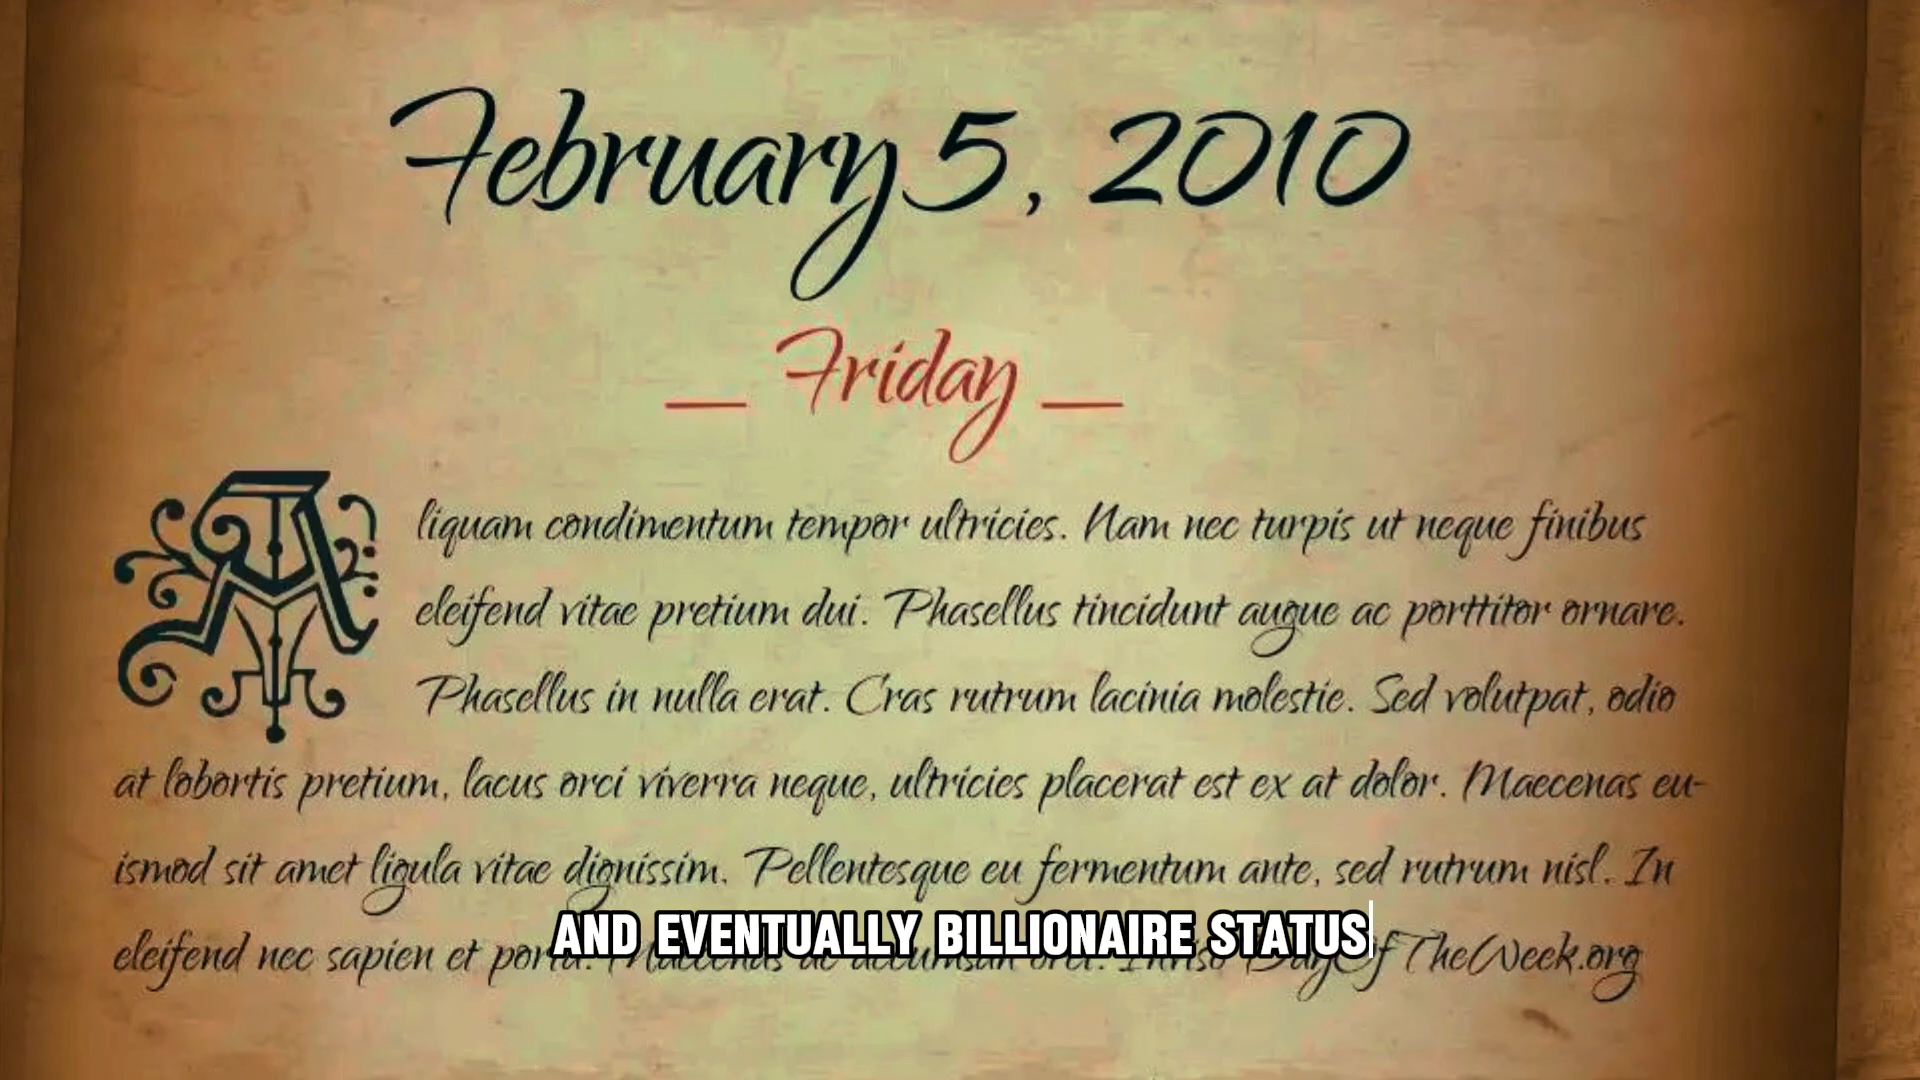 February 5, 2010
Friday
Aliquam condimentum tempor ultricies. Nam nec turpis ut neque finibus
eleifend vitae pretium dui. Phasellus tincidunt augue ac porttitor ornare.
Phasellus in nulla erat. Cras rutrum lacinia molestie. Sed volutpat, odio
at lobortis pretium, lacus orci viverra neque, ultricies placerat est ex at dolor. Maecenas eu-
ismod sit amet ligula vitae dignissim. Pellentesque eu fermentum ante, sed rutrum nisl. In
eleifend nec sapien et DayOfTheWeek.org
AND EVENTUALLY BILLIONAIRE STATUS